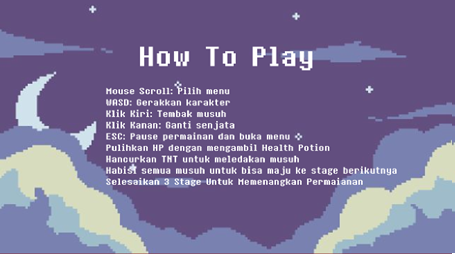 How To Play
Mouse Scroll: Pilih menu
WASD: Gerakkan karakter
Klik Kiri: Tembak musuh
Klik Kanan: Ganti senjata
ESC: Pause permainan dan buka menu
Pulihkan HP dengan mengambil Health Potion
Hancurkan TNT untuk meledakan musuh
Habisi semua musuh untuk bisa maju ke stage berikutnya
Selesaikan 3 Stage Untuk Memenangkan Permaianan